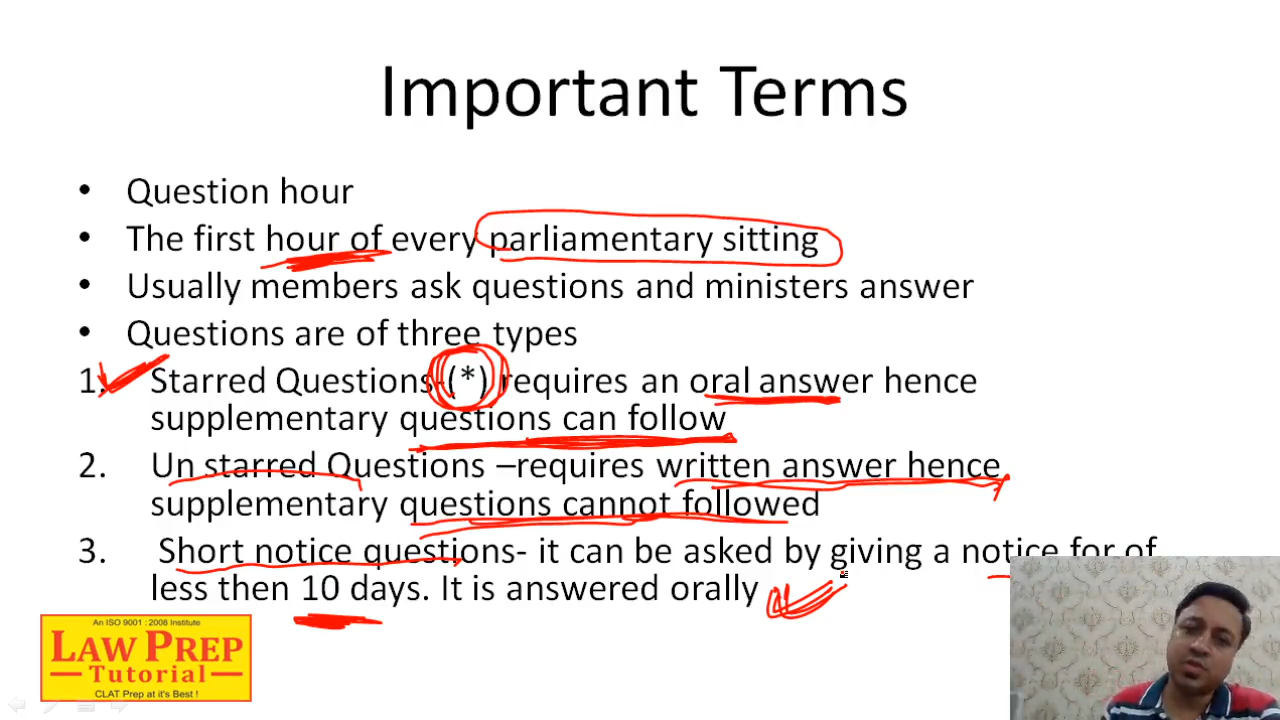 Important Terms
• Question hour
• The first hour of every parliamentary sitting
• Usually members ask questions and ministers answer
• Questions are of three types
1. Starred Questions-(*) requires an oral answer hence
supplementary questions can follow
2. Un starred Questions –requires written answer hence
supplementary questions cannot followed
3. Short notice questions- it can be asked by giving a notice for of
less then 10 days. It is answered orally
An ISO 9001 : 2008 Institute
LAW PREP
Tutorial
CLAT Prep at it's Best !